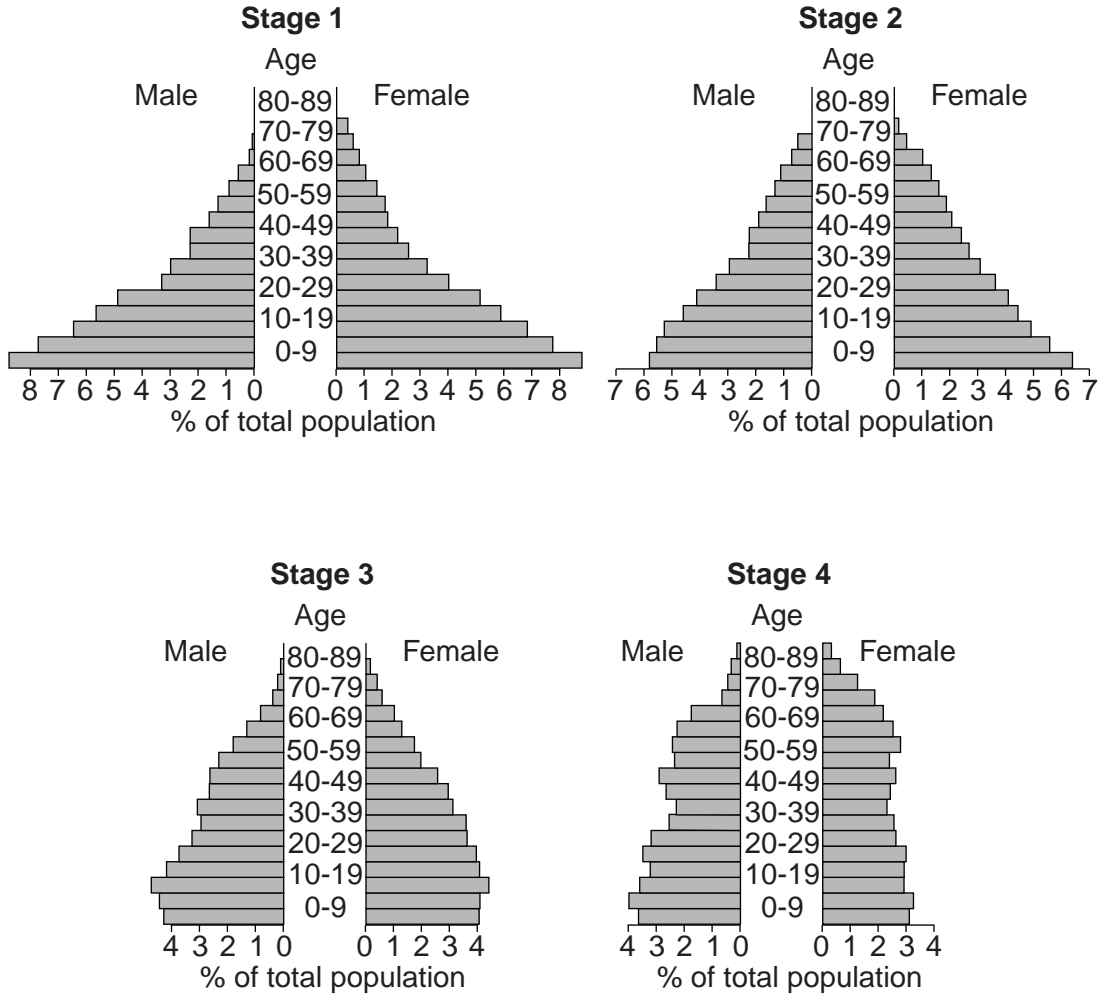 Stage 1
Age
Male 80-89 Female
70-79
60-69
50-59
40-49
30-39
20-29
10-19
0-9
8 7 6 5 4 3 2 1 0 0 1 2 3 4 5 6 7 8
% of total population
Stage 2
Age
Male 80-89 Female
70-79
60-69
50-59
40-49
30-39
20-29
10-19
0-9
7 6 5 4 3 2 1 0 0 1 2 3 4 5 6 7
% of total population
Stage 3
Age
Male 80-89 Female
70-79
60-69
50-59
40-49
30-39
20-29
10-19
0-9
4 3 2 1 0 0 1 2 3 4
% of total population
Stage 4
Age
Male 80-89 Female
70-79
60-69
50-59
40-49
30-39
20-29
10-19
0-9
4 3 2 1 0 0 1 2 3 4
% of total population